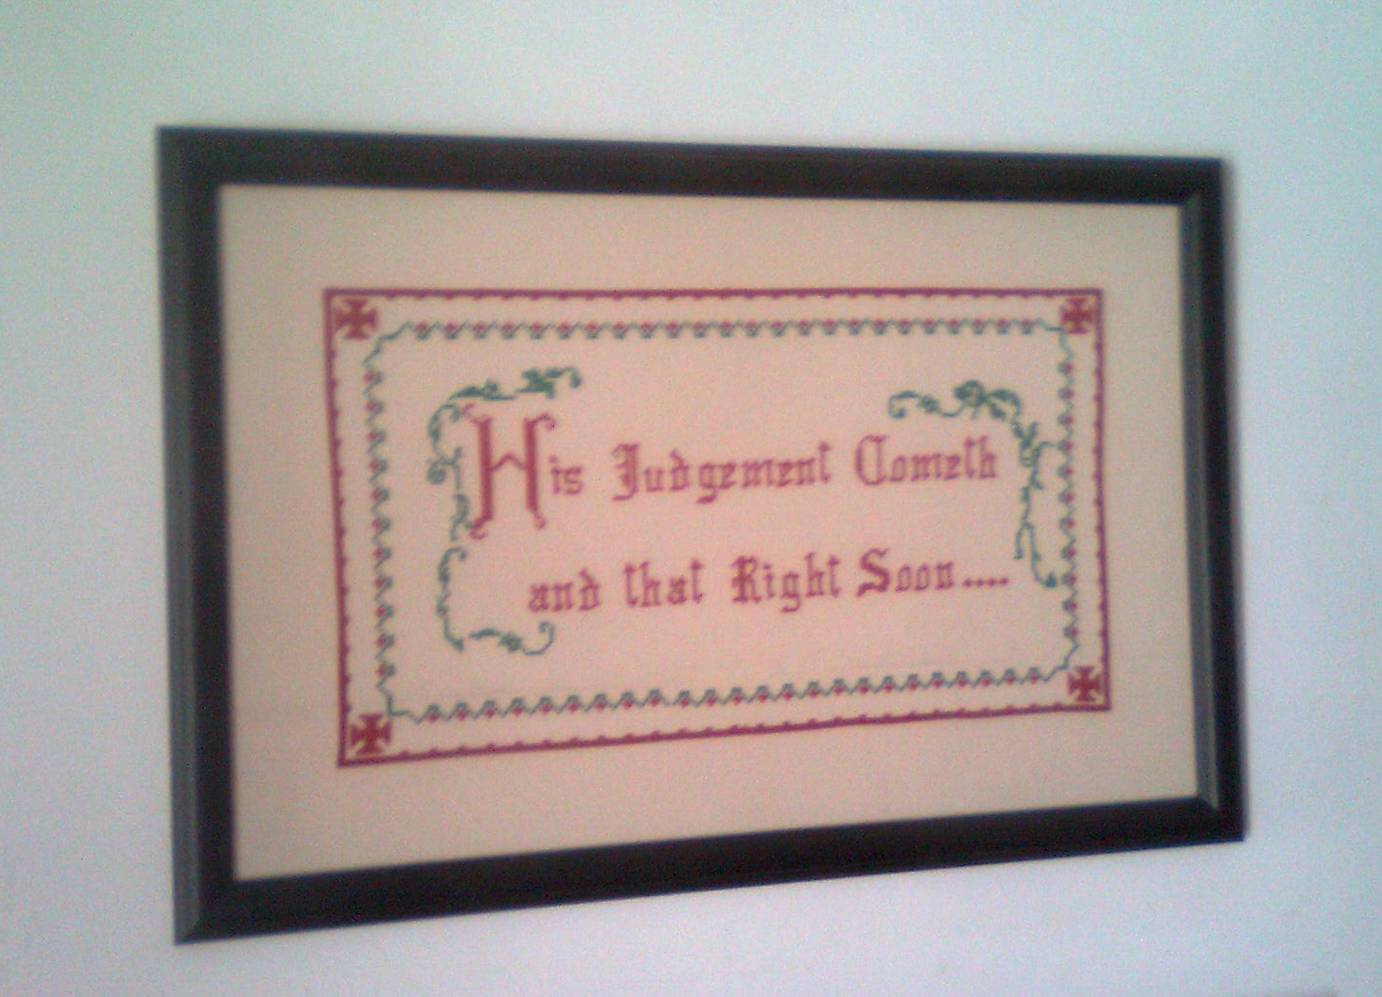 His Judgement Cometh
and that Right Soon....